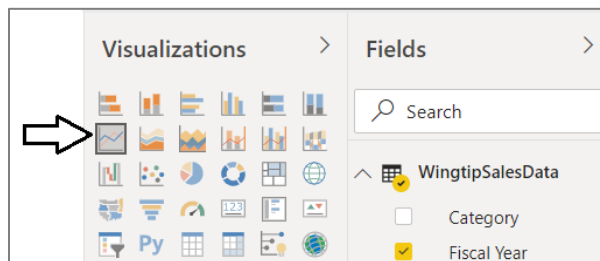 Visualizations
Fields
Search
123
Py
WingtipSalesData
Category
Fiscal Year